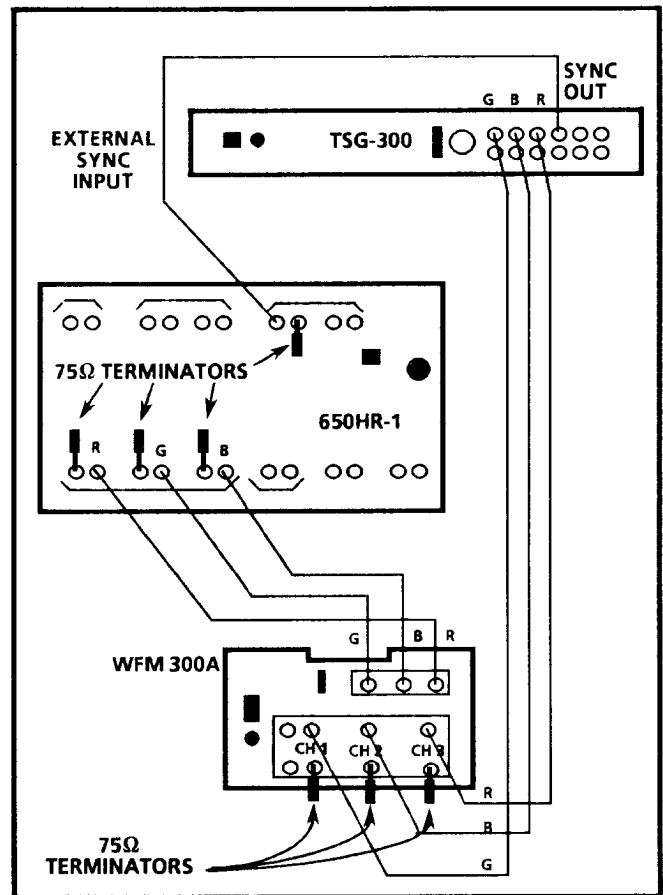 SYNC
OUT
G B R
EXTERNAL
SYNC
INPUT
TSG-300
75Ω TERMINATORS
650HR-1
R G B
G B R
WFM 300A
CH 1 CH 2 CH 3
R
B
G
75Ω
TERMINATORS